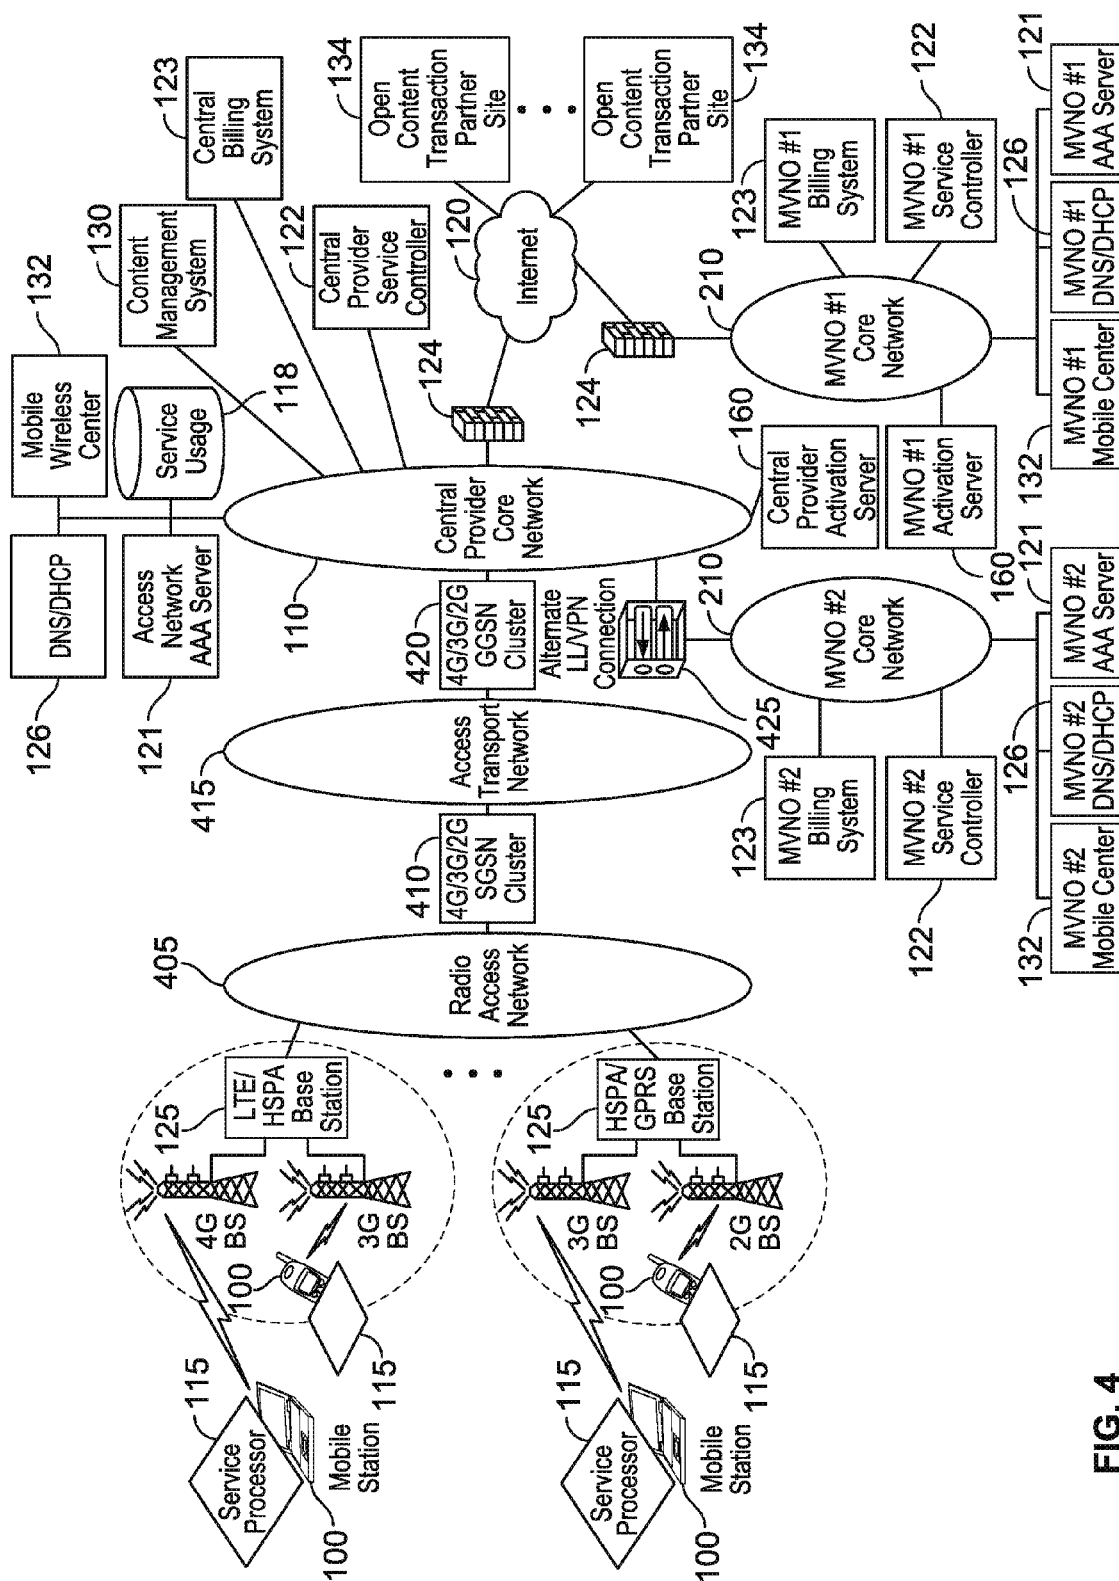 132
Mobile
Wireless
Center
DNS/DHCP
126
118
Service
Usage
Access
Network
AAA Server
121
130
Content
Management
System
123
Central
Billing
System
122
Central
Provider
Service
Controller
134
Open
Content
Transaction
Partner
Site
Open
Content
Transaction
Partner
Site
134
120
Internet
124
124
Central
Provider
Core
Network
110
4G/3G/2G
GGSN
Cluster
420
Access
Transport
Network
415
4G/3G/2G
SGSN
Cluster
410
Radio
Access
Network
405
LTE/
HSPA
Base
Station
125
4G
BS
3G
BS
100
115
115
Service
Processor
Mobile
Station
100
HSPA/
GPRS
Base
Station
125
3G
BS
2G
BS
100
115
115
Service
Processor
Mobile
Station
100
Alternate
LL/VPN
Connection
425
160
Central
Provider
Activation
Server
210
MVNO #1
Core
Network
123
MVNO #1
Billing
System
122
MVNO #1
Service
Controller
MVNO #1
Activation
Server
160
121
MVNO #1
AAA Server
126
MVNO #1
DNS/DHCP
132
MVNO #1
Mobile Center
210
MVNO #2
Core
Network
123
MVNO #2
Billing
System
122
MVNO #2
Service
Controller
121
MVNO #2
AAA Server
126
MVNO #2
DNS/DHCP
132
MVNO #2
Mobile Center
FIG. 4